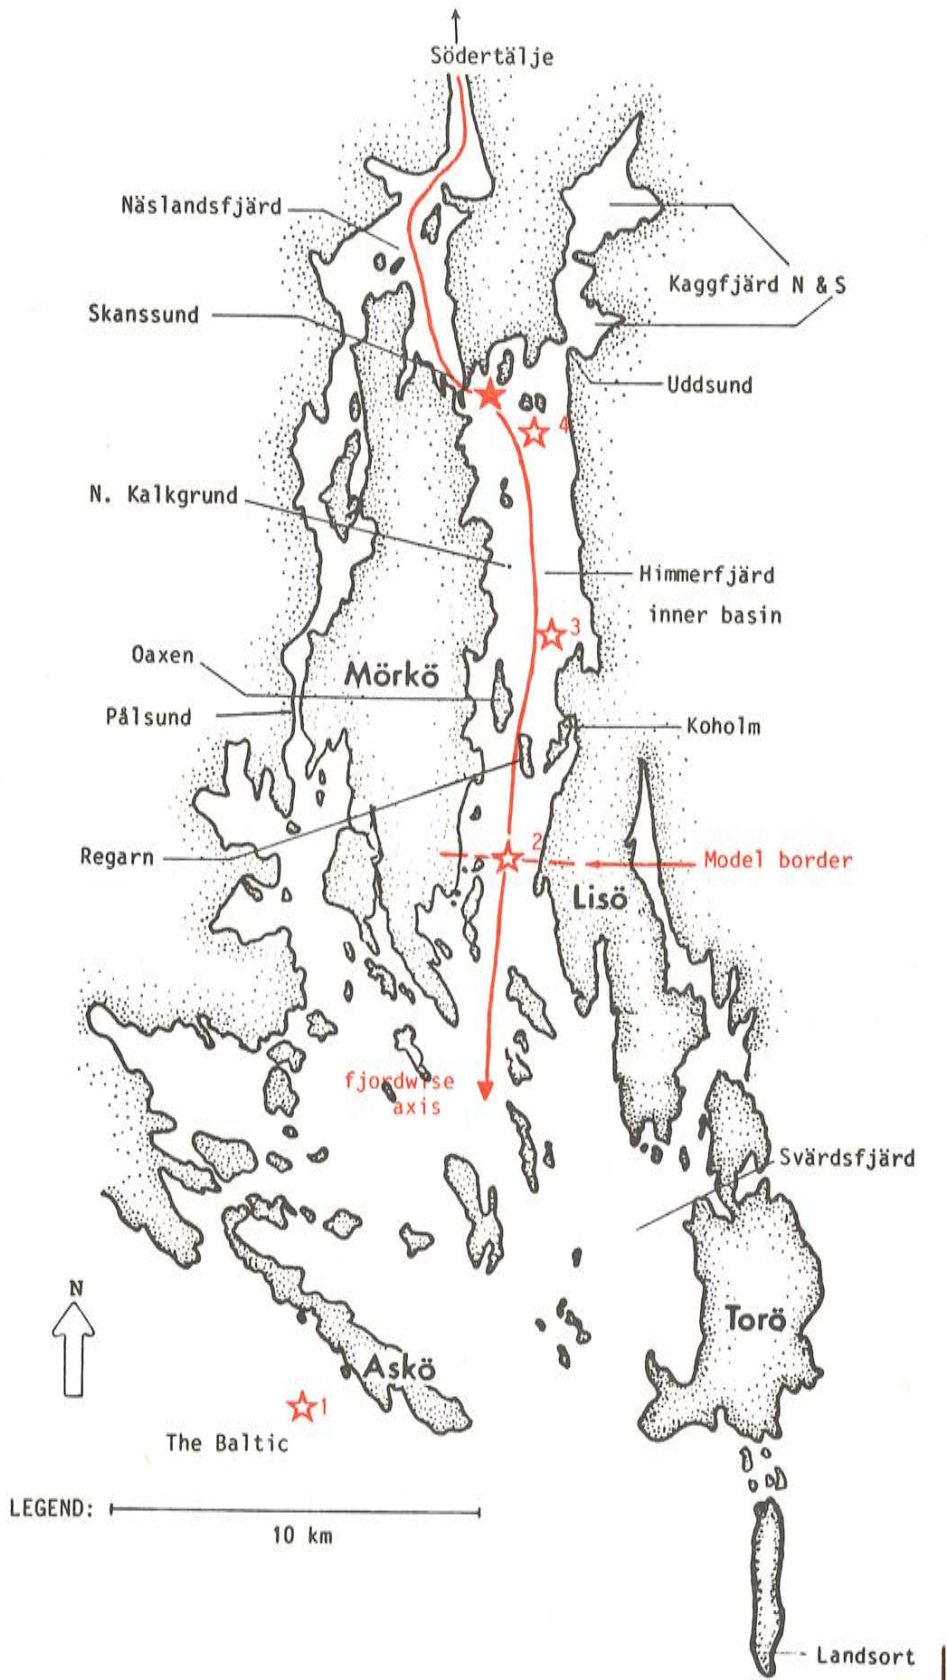 Södertälje
Näslandsfjärd
Kaggfjärd N & S
Skanssund
Uddsund
4
N. Kalkgrund
Himmerfjärd
inner basin
3
Oaxen
Mörkö
Pålsund
Koholm
2
Regarn
Model border
Lisö
fjordwise
axis
Svärdsfjärd
N
Torö
Askö
1
The Baltic
LEGEND:
10 km
Landsort